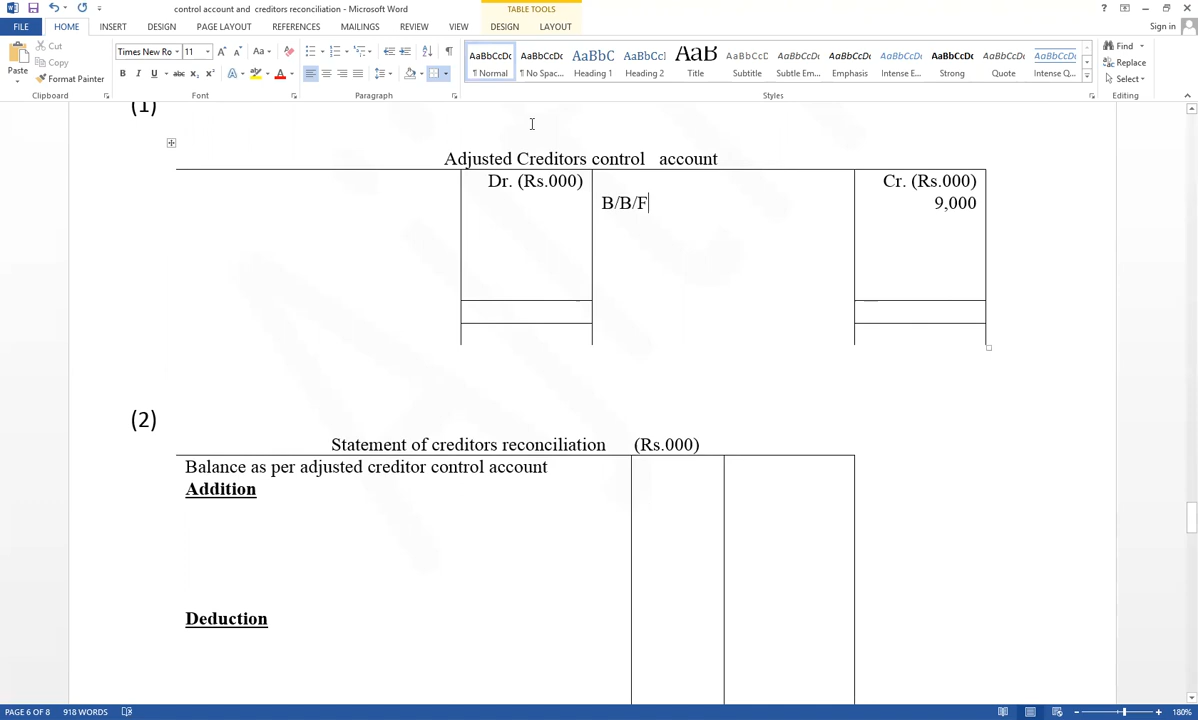 control account and creditors reconciliation - Microsoft Word
TABLE TOOLS
Sign in
FILE HOME INSERT DESIGN PAGE LAYOUT REFERENCES MAILINGS REVIEW VIEW DESIGN LAYOUT
Paste
Cut
Copy
Format Painter
Clipboard
Times New Ro 11
Font
Paragraph
AaBbCcDc ¶ Normal
AaBbCcDc ¶ No Spac...
AaBbC Heading 1
AaBbCcI Heading 2
AaB Title
AaBbCcD Subtitle
AaBbCcDc Subtle Em...
AaBbCcDc Emphasis
AaBbCcDc Intense E...
AaBbCcDc Strong
AaBbCcDc Quote
AaBbCcDc Intense Q...
Styles
Find
Replace
Select
Editing
(1)
Adjusted Creditors control account
Dr. (Rs.000) Cr. (Rs.000)
B/B/F 9,000
(2)
Statement of creditors reconciliation (Rs.000)
Balance as per adjusted creditor control account
Addition
Deduction
PAGE 6 OF 8 918 WORDS 180%